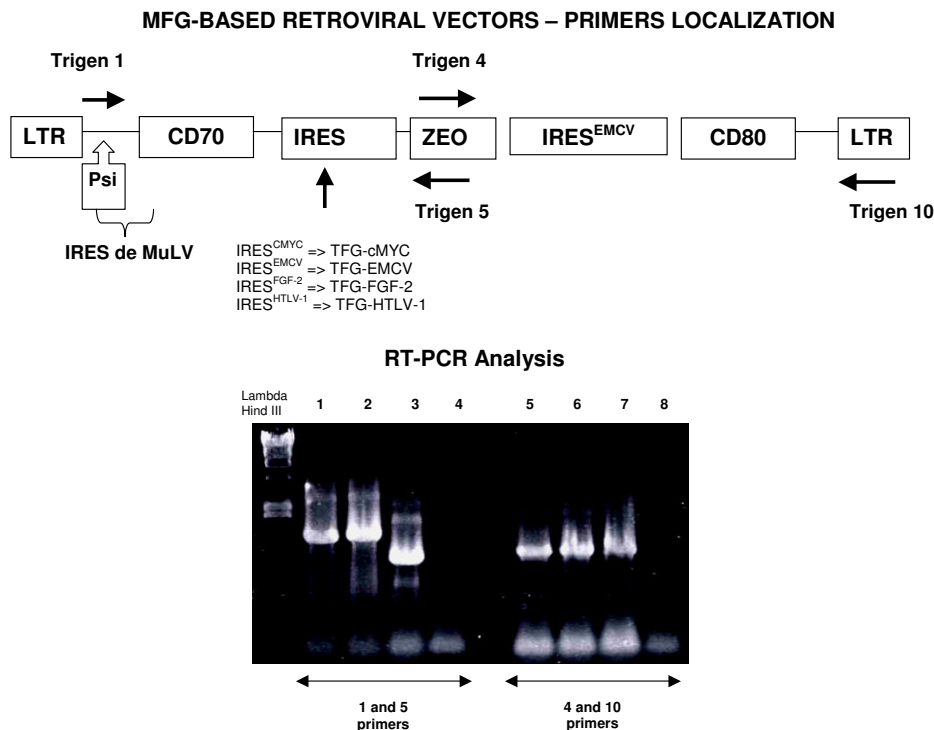 MFG-BASED RETROVIRAL VECTORS – PRIMERS LOCALIZATION
Trigen 1
Trigen 4
LTR
CD70
IRES
ZEO
IRES^EMCV
CD80
LTR
Psi
Trigen 5
Trigen 10
IRES de MuLV
IRES^CMYC => TFG-cMYC
IRES^EMCV => TFG-EMCV
IRES^FGF-2 => TFG-FGF-2
IRES^HTLV-1 => TFG-HTLV-1
RT-PCR Analysis
Lambda
Hind III
1 2 3 4 5 6 7 8
1 and 5
primers
4 and 10
primers